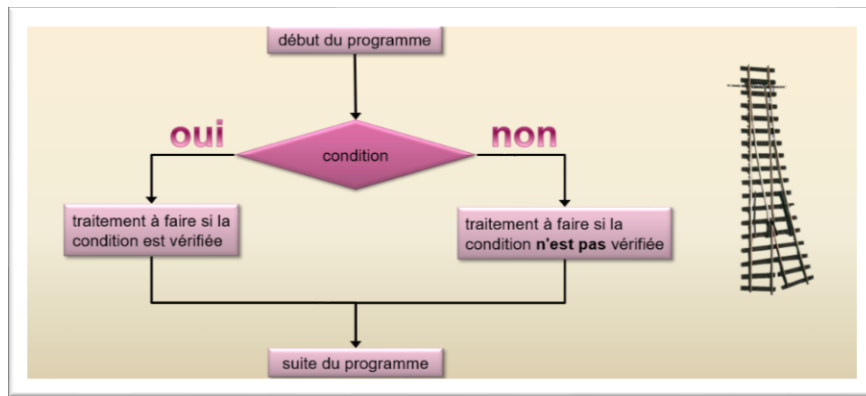 début du programme
oui
non
condition
traitement à faire si la
condition est vérifiée
traitement à faire si la
condition n'est pas vérifiée
suite du programme